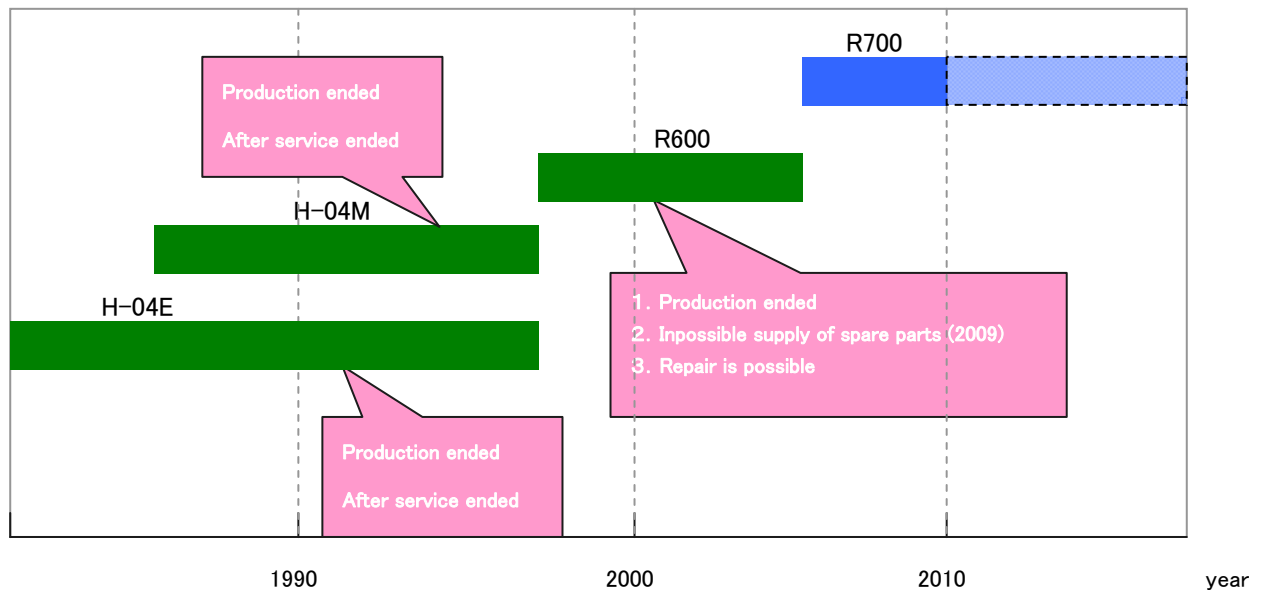 R700
Production ended
After service ended
R600
H-04M
1. Production ended
2. Inpossible supply of spare parts (2009)
3. Repair is possible
H-04E
Production ended
After service ended
1990
2000
2010
year